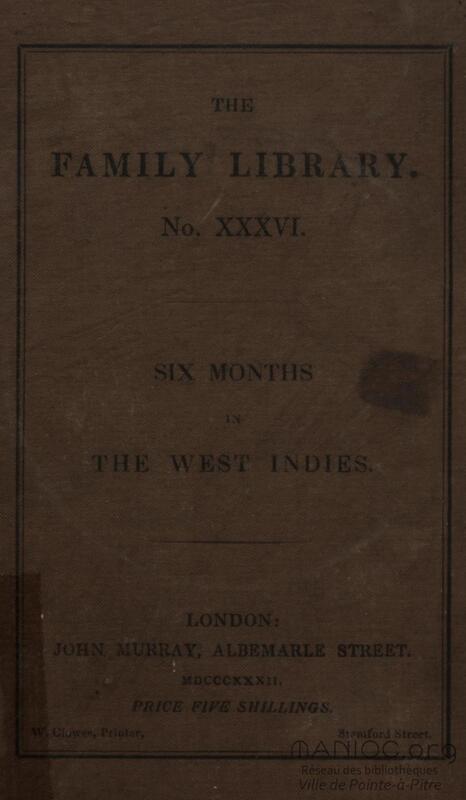 THE
FAMILY LIBRARY.
No. XXXVI.
SIX MONTHS
IN
THE WEST INDIES.
LONDON:
JOHN MURRAY, ALBEMARLE STREET.
MDCCCXXXII.
PRICE FIVE SHILLINGS.
W. Clowes, Printer, Stamford Street.
MANIOC.org
Réseau des bibliothèques
Ville de Pointe-à-Pitre